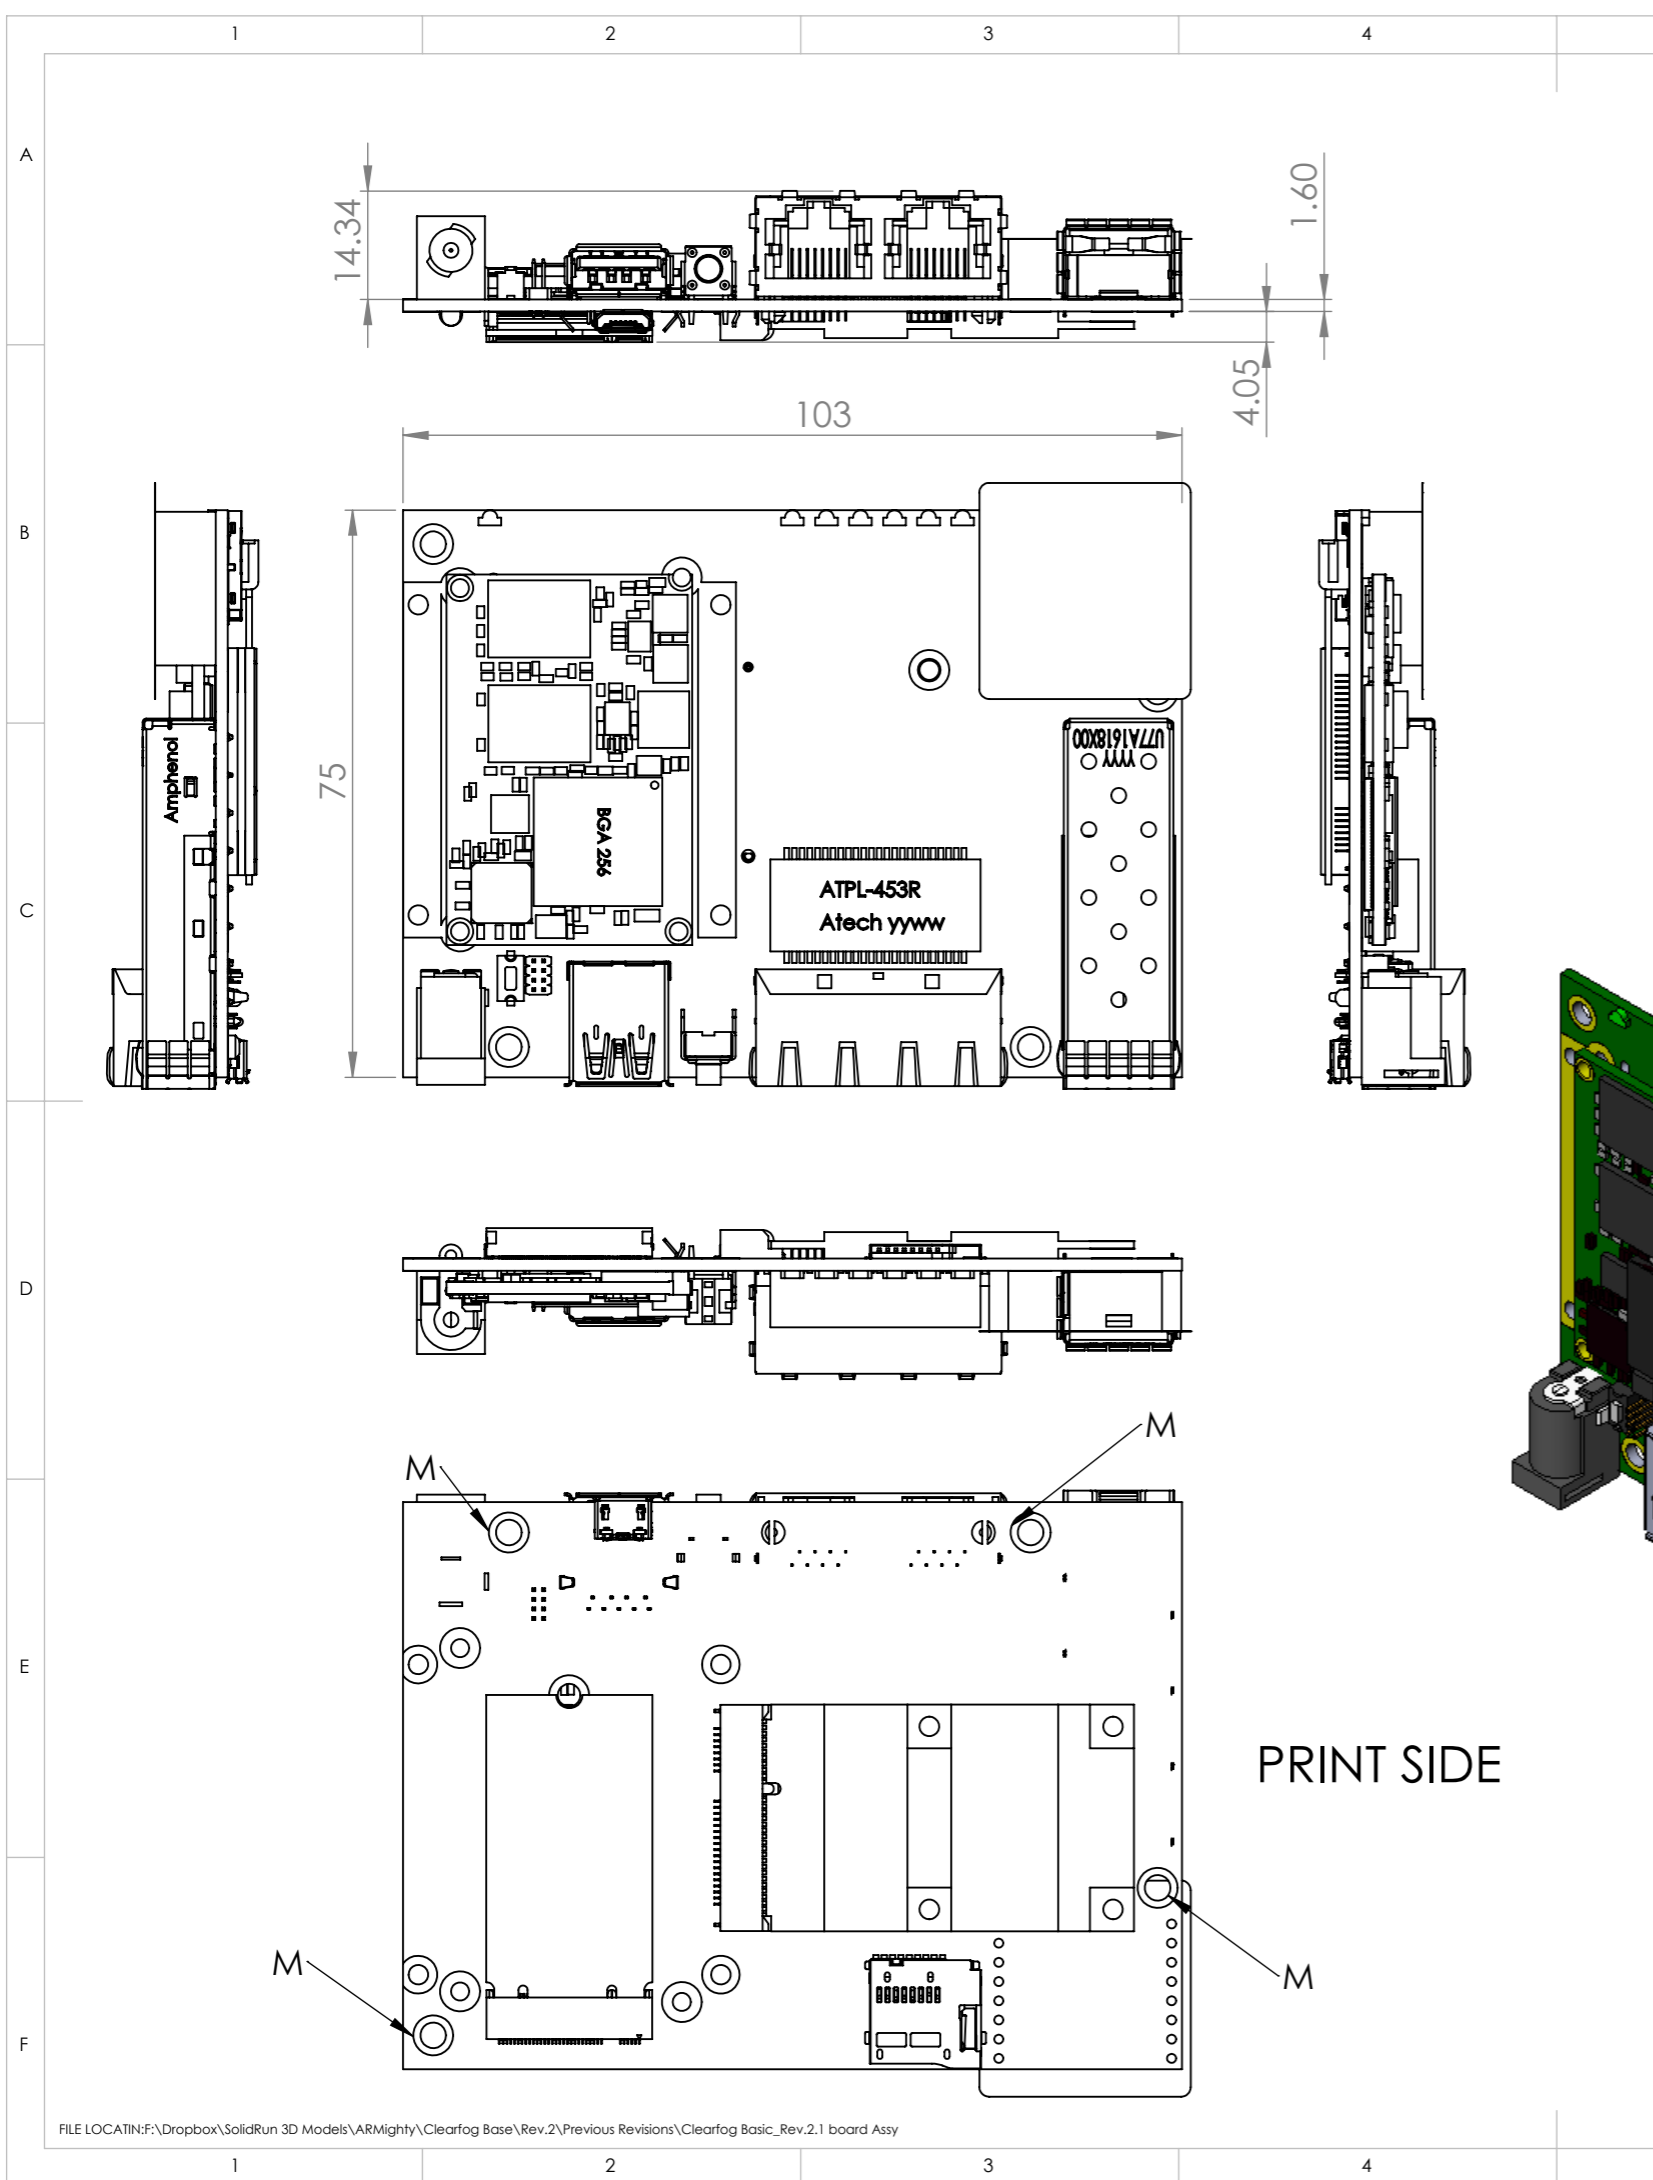 1 2 3 4
A
14.34
1.60
4.05
103
B
75
Amphenol
U77A1618X00
YYYY
BGA 256
C
ATPL-453R
Atech yyww
D
M
M
E
PRINT SIDE
M
M
F
FILE LOCATIN:F:\Dropbox\SolidRun 3D Models\ARMighty\Clearfog Base\Rev.2\Previous Revisions\Clearfog Basic_Rev.2.1 board Assy
1 2 3 4